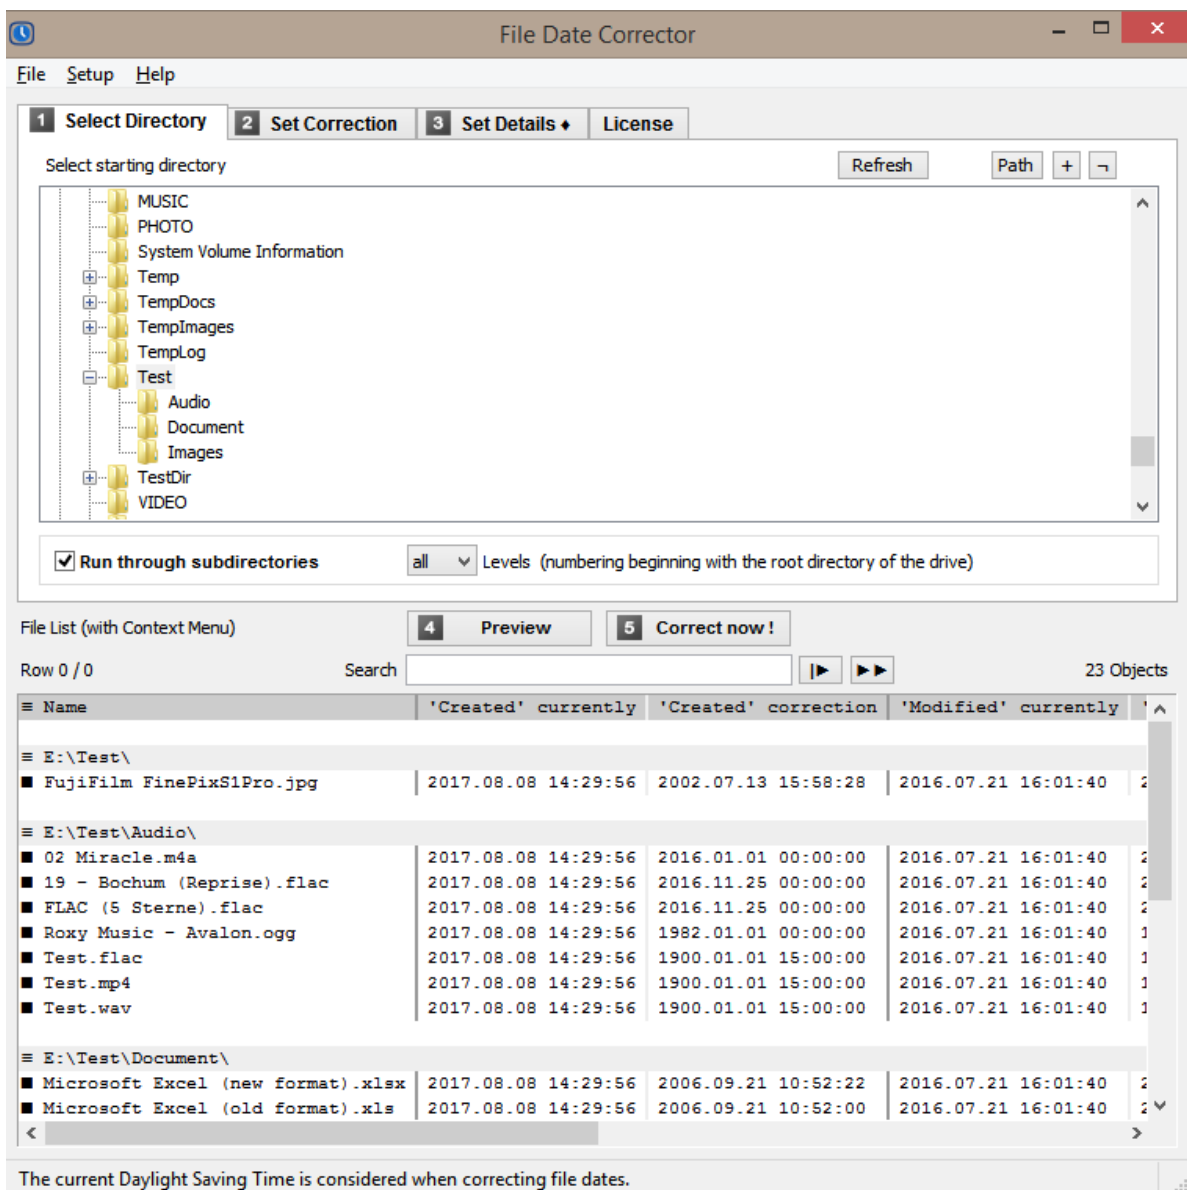 File Date Corrector
File Setup Help
1 Select Directory 2 Set Correction 3 Set Details ♦ License
Select starting directory Refresh Path + ¬
MUSIC
PHOTO
System Volume Information
Temp
TempDocs
TempImages
TempLog
Test
Audio
Document
Images
TestDir
VIDEO
Run through subdirectories all Levels (numbering beginning with the root directory of the drive)
File List (with Context Menu) 4 Preview 5 Correct now !
Row 0 / 0 Search 23 Objects
≡ Name 'Created' currently 'Created' correction 'Modified' currently '
≡ E:\Test\
■ FujiFilm FinePixS1Pro.jpg 2017.08.08 14:29:56 2002.07.13 15:58:28 2016.07.21 16:01:40 2
≡ E:\Test\Audio\
■ 02 Miracle.m4a 2017.08.08 14:29:56 2016.01.01 00:00:00 2016.07.21 16:01:40 2
■ 19 - Bochum (Reprise).flac 2017.08.08 14:29:56 2016.11.25 00:00:00 2016.07.21 16:01:40 2
■ FLAC (5 Sterne).flac 2017.08.08 14:29:56 2016.11.25 00:00:00 2016.07.21 16:01:40 2
■ Roxy Music - Avalon.ogg 2017.08.08 14:29:56 1982.01.01 00:00:00 2016.07.21 16:01:40 1
■ Test.flac 2017.08.08 14:29:56 1900.01.01 15:00:00 2016.07.21 16:01:40 1
■ Test.mp4 2017.08.08 14:29:56 1900.01.01 15:00:00 2016.07.21 16:01:40 1
■ Test.wav 2017.08.08 14:29:56 1900.01.01 15:00:00 2016.07.21 16:01:40 1
≡ E:\Test\Document\
■ Microsoft Excel (new format).xlsx 2017.08.08 14:29:56 2006.09.21 10:52:22 2016.07.21 16:01:40 2
■ Microsoft Excel (old format).xls 2017.08.08 14:29:56 2006.09.21 10:52:00 2016.07.21 16:01:40 2
The current Daylight Saving Time is considered when correcting file dates.